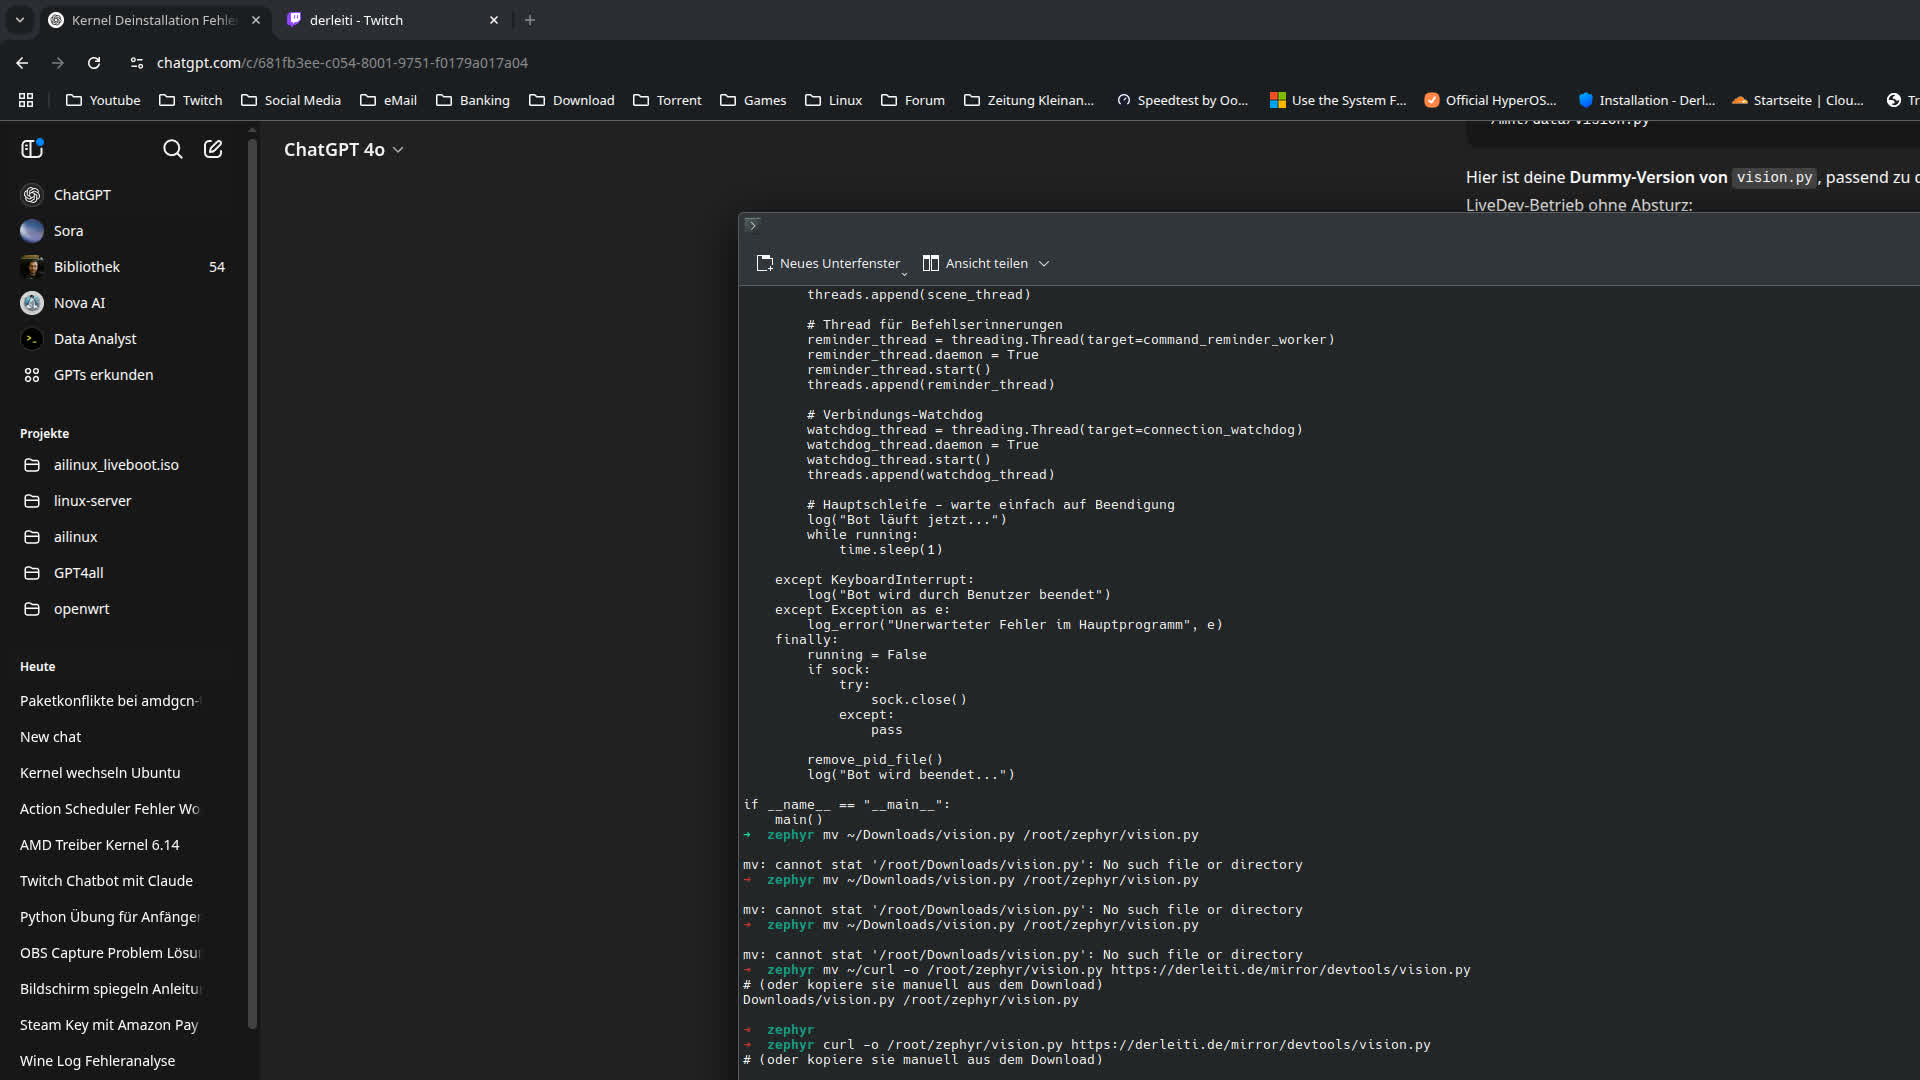 Kernel Deinstallation Fehle
derleiti - Twitch
chatgpt.com/c/681fb3ee-c054-8001-9751-f0179a017a04
Youtube
Twitch
Social Media
eMail
Banking
Download
Torrent
Games
Linux
Forum
Zeitung Kleinan...
Speedtest by Oo...
Use the System F...
Official HyperOS...
Installation - Derl...
Startseite | Clou...
Tr
ChatGPT 4o
ChatGPT
Sora
Bibliothek 54
Nova AI
Data Analyst
GPTs erkunden
Projekte
ailinux_liveboot.iso
linux-server
ailinux
GPT4all
openwrt
Heute
Paketkonflikte bei amdgcn-
New chat
Kernel wechseln Ubuntu
Action Scheduler Fehler Wo
AMD Treiber Kernel 6.14
Twitch Chatbot mit Claude
Python Übung für Anfänger
OBS Capture Problem Lösu
Bildschirm spiegeln Anleitu
Steam Key mit Amazon Pay
Wine Log Fehleranalyse
/mnt/data/vision.py
Hier ist deine Dummy-Version von vision.py, passend zu
LiveDev-Betrieb ohne Absturz:
Neues Unterfenster
Ansicht teilen
threads.append(scene_thread)
# Thread für Befehlserinnerungen
reminder_thread = threading.Thread(target=command_reminder_worker)
reminder_thread.daemon = True
reminder_thread.start()
threads.append(reminder_thread)
# Verbindungs-Watchdog
watchdog_thread = threading.Thread(target=connection_watchdog)
watchdog_thread.daemon = True
watchdog_thread.start()
threads.append(watchdog_thread)
# Hauptschleife - warte einfach auf Beendigung
log("Bot läuft jetzt...")
while running:
time.sleep(1)
except KeyboardInterrupt:
log("Bot wird durch Benutzer beendet")
except Exception as e:
log_error("Unerwarteter Fehler im Hauptprogramm", e)
finally:
running = False
if sock:
try:
sock.close()
except:
pass
remove_pid_file()
log("Bot wird beendet...")
if __name__ == "__main__":
main()
➜ zephyr mv ~/Downloads/vision.py /root/zephyr/vision.py
mv: cannot stat '/root/Downloads/vision.py': No such file or directory
➜ zephyr mv ~/Downloads/vision.py /root/zephyr/vision.py
mv: cannot stat '/root/Downloads/vision.py': No such file or directory
➜ zephyr mv ~/Downloads/vision.py /root/zephyr/vision.py
mv: cannot stat '/root/Downloads/vision.py': No such file or directory
➜ zephyr mv ~/curl -o /root/zephyr/vision.py https://derleiti.de/mirror/devtools/vision.py
# (oder kopiere sie manuell aus dem Download)
Downloads/vision.py /root/zephyr/vision.py
➜ zephyr
➜ zephyr curl -o /root/zephyr/vision.py https://derleiti.de/mirror/devtools/vision.py
# (oder kopiere sie manuell aus dem Download)